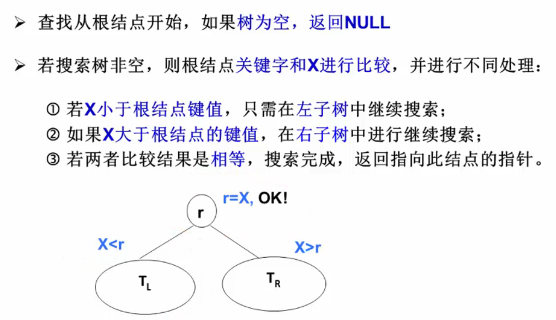 ➢ 查找从根结点开始，如果树为空，返回NULL
➢ 若搜索树非空，则根结点关键字和X进行比较，并进行不同处理：
① 若X小于根结点键值，只需在左子树中继续搜索；
② 如果X大于根结点的键值，在右子树中进行继续搜索；
③ 若两者比较结果是相等，搜索完成，返回指向此结点的指针。
r=X, OK!
r
X<r
X>r
TL
TR